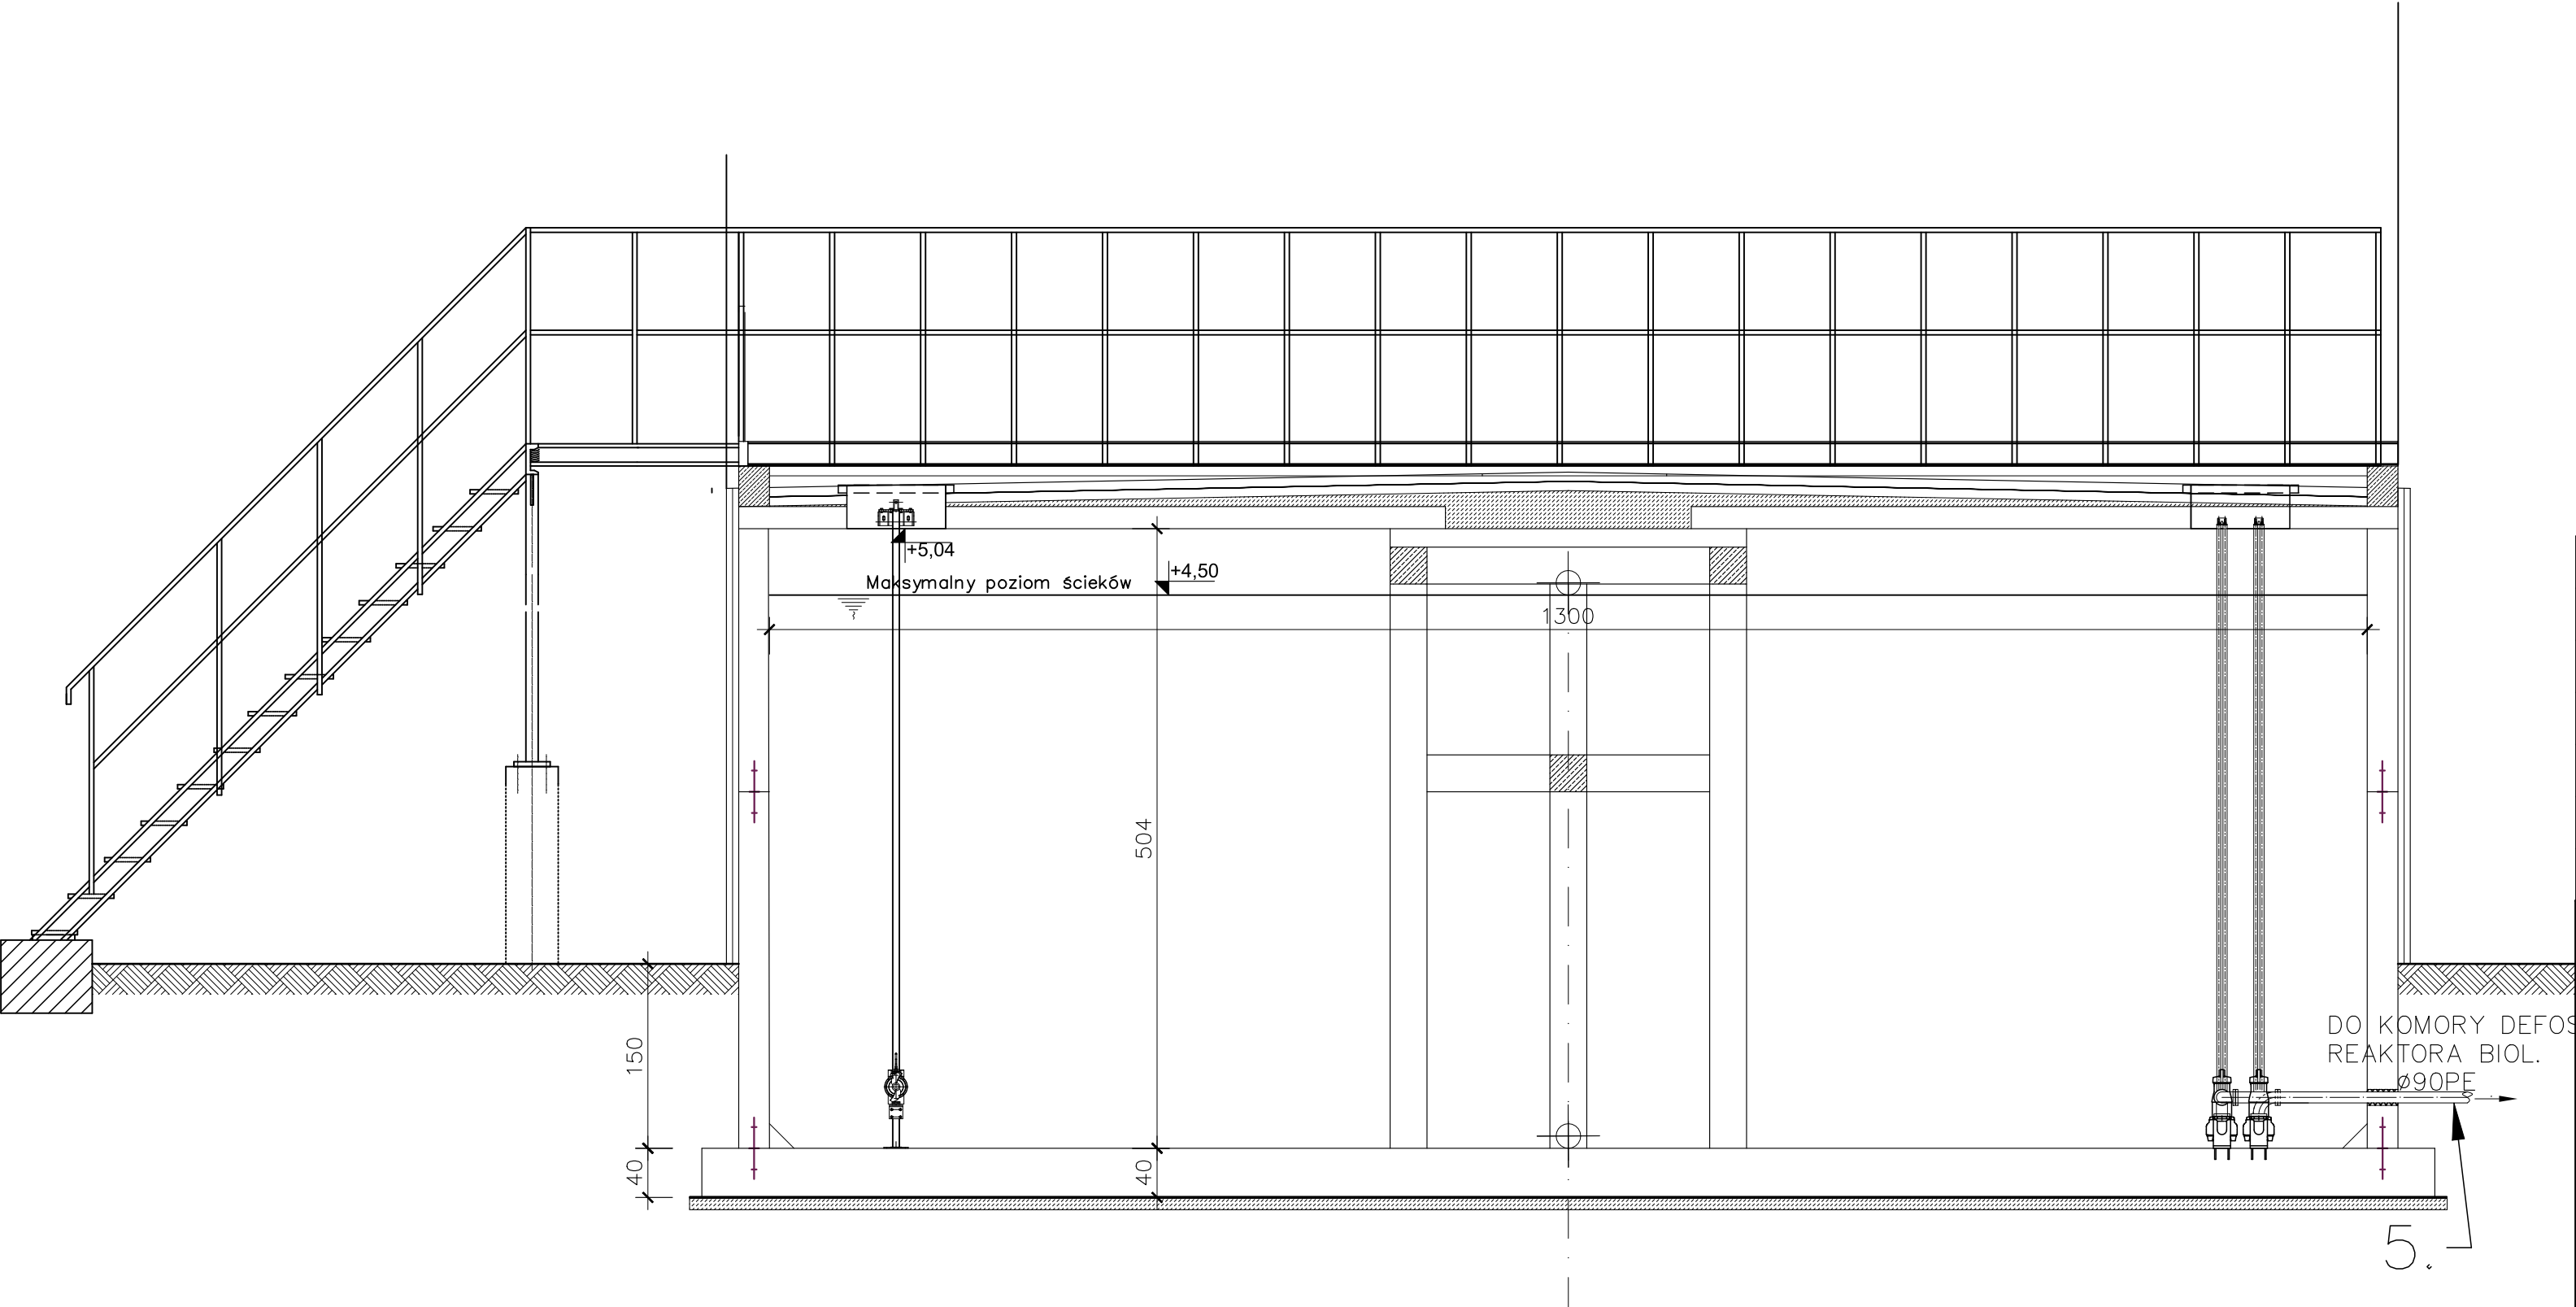 +5,04
+4,50
Maksymalny poziom ścieków
1300
504
150
40
40
DO KOMORY DEFOS
REAKTORA BIOL.
ø90PE
5.